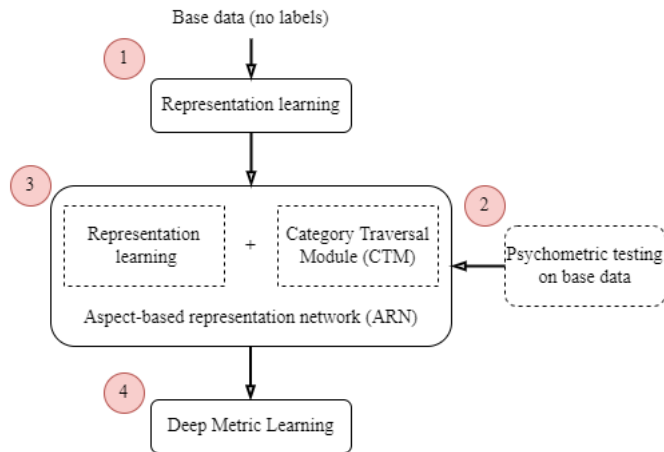 Base data (no labels)
1
Representation learning
3
2
Representation
learning
+
Category Traversal
Module (CTM)
Psychometric testing
on base data
Aspect-based representation network (ARN)
4
Deep Metric Learning